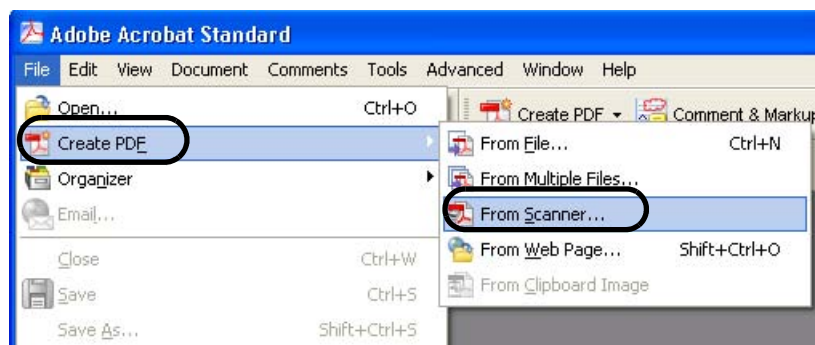 Adobe Acrobat Standard
File Edit View Document Comments Tools Advanced Window Help
Open... Ctrl+O
Create PDF Comment & Markup
Create PDF
From File... Ctrl+N
Organizer
From Multiple Files...
Email...
From Scanner...
Close Ctrl+W
From Web Page... Shift+Ctrl+O
Save Ctrl+S
From Clipboard Image
Save As... Shift+Ctrl+S